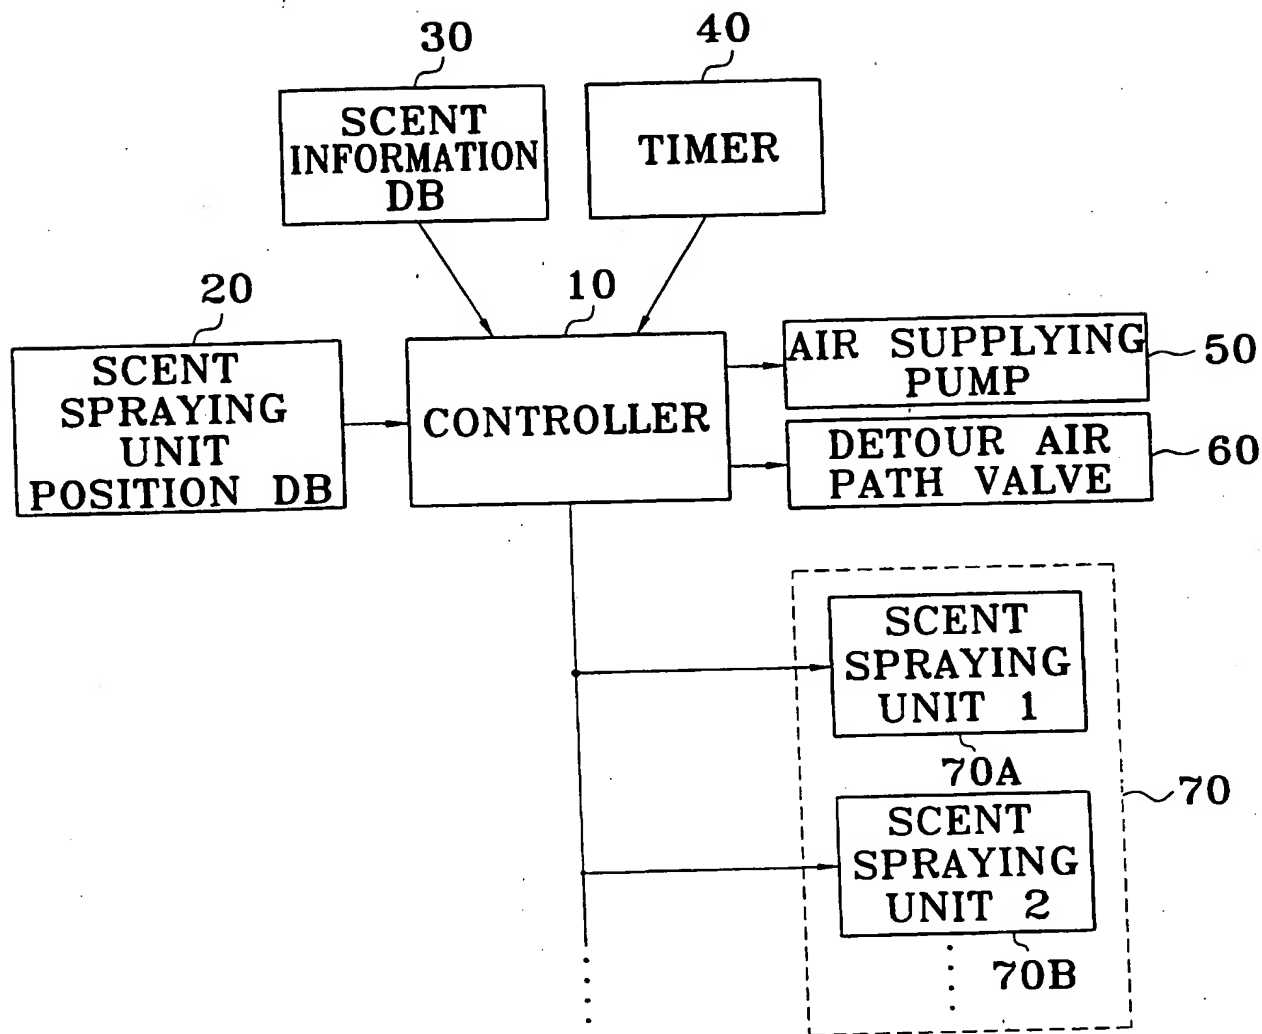 30
40
SCENT
INFORMATION
DB
TIMER
20
10
SCENT
SPRAYING
UNIT
POSITION DB
CONTROLLER
AIR SUPPLYING
PUMP
50
DETOUR AIR
PATH VALVE
60
SCENT
SPRAYING
UNIT 1
70A
70
SCENT
SPRAYING
UNIT 2
70B